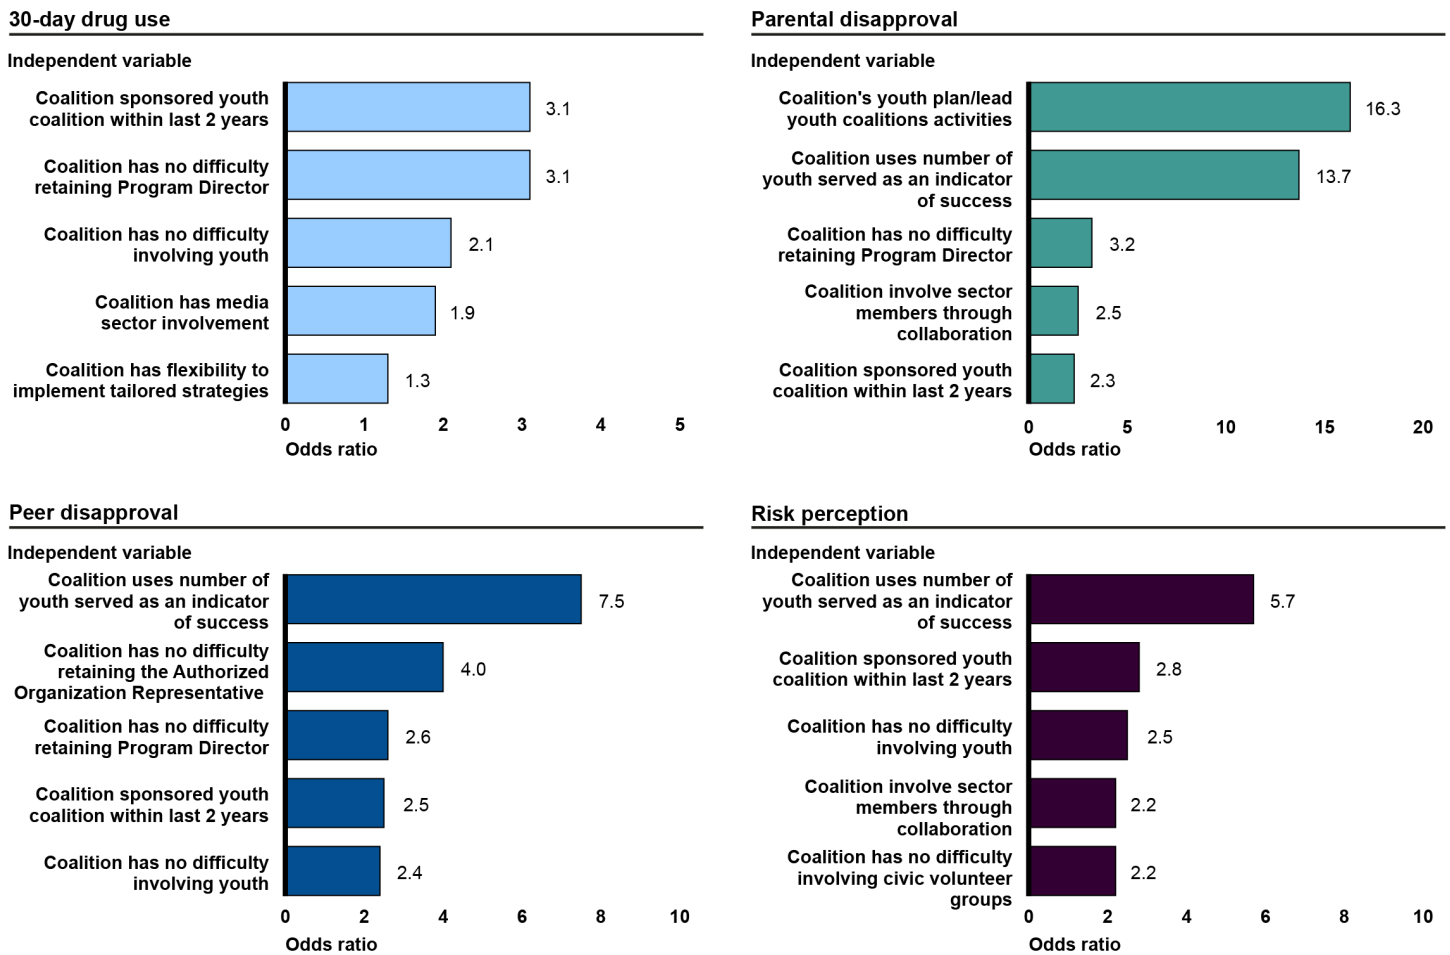 30-day drug use
Independent variable
Coalition sponsored youth
coalition within last 2 years
3.1
Coalition has no difficulty
retaining Program Director
3.1
Coalition has no difficulty
involving youth
2.1
Coalition has media
sector involvement
1.9
Coalition has flexibility to
implement tailored strategies
1.3
0 1 2 3 4 5
Odds ratio
Parental disapproval
Independent variable
Coalition's youth plan/lead
youth coalitions activities
16.3
Coalition uses number of
youth served as an indicator
of success
13.7
Coalition has no difficulty
retaining Program Director
3.2
Coalition involve sector
members through
collaboration
2.5
Coalition sponsored youth
coalition within last 2 years
2.3
0 5 10 15 20
Odds ratio
Peer disapproval
Independent variable
Coalition uses number of
youth served as an indicator
of success
7.5
Coalition has no difficulty
retaining the Authorized
Organization Representative
4.0
Coalition has no difficulty
retaining Program Director
2.6
Coalition sponsored youth
coalition within last 2 years
2.5
Coalition has no difficulty
involving youth
2.4
0 2 4 6 8 10
Odds ratio
Risk perception
Independent variable
Coalition uses number of
youth served as an indicator
of success
5.7
Coalition sponsored youth
coalition within last 2 years
2.8
Coalition has no difficulty
involving youth
2.5
Coalition involve sector
members through
collaboration
2.2
Coalition has no difficulty
involving civic volunteer
groups
2.2
0 2 4 6 8 10
Odds ratio